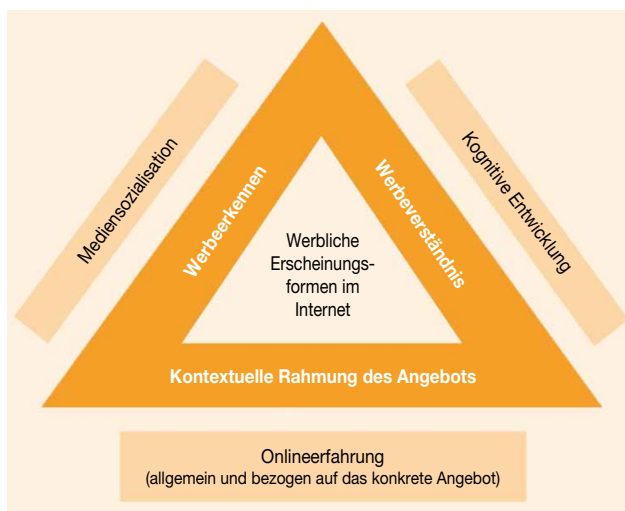 Mediensozialisation
Kognitive Entwicklung
Werbeerkennen
Werbeverständnis
Werbliche
Erscheinungs-
formen im
Internet
Kontextuelle Rahmung des Angebots
Onlineerfahrung
(allgemein und bezogen auf das konkrete Angebot)